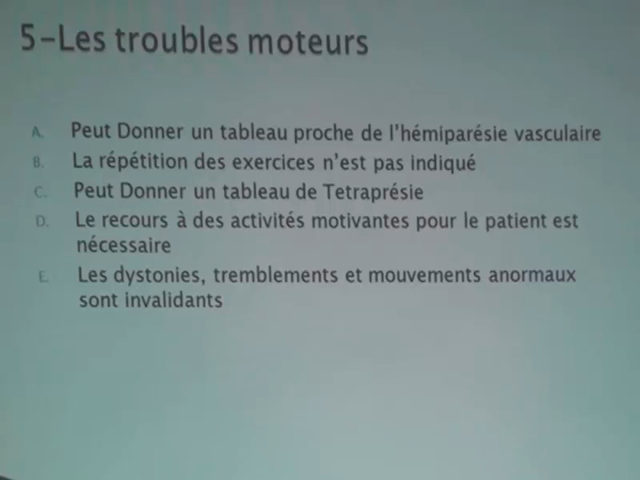 5-Les troubles moteurs
A. Peut Donner un tableau proche de l'hémiparésie vasculaire
B. La répétition des exercices n'est pas indiqué
C. Peut Donner un tableau de Tetraprésie
D. Le recours à des activités motivantes pour le patient est
nécessaire
E. Les dystonies, tremblements et mouvements anormaux
sont invalidants